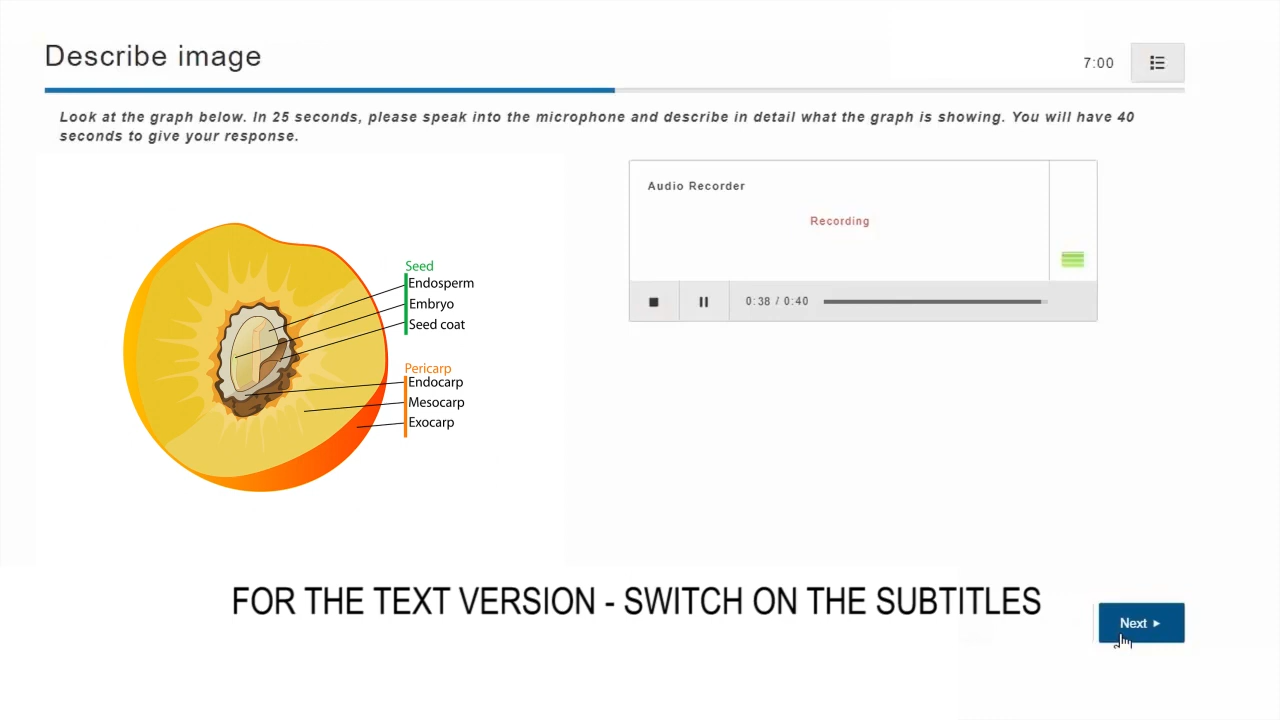 Describe image
7:00
Look at the graph below. In 25 seconds, please speak into the microphone and describe in detail what the graph is showing. You will have 40
seconds to give your response.
Audio Recorder
Recording
0:38 / 0:40
Seed
Endosperm
Embryo
Seed coat
Pericarp
Endocarp
Mesocarp
Exocarp
FOR THE TEXT VERSION - SWITCH ON THE SUBTITLES
Next